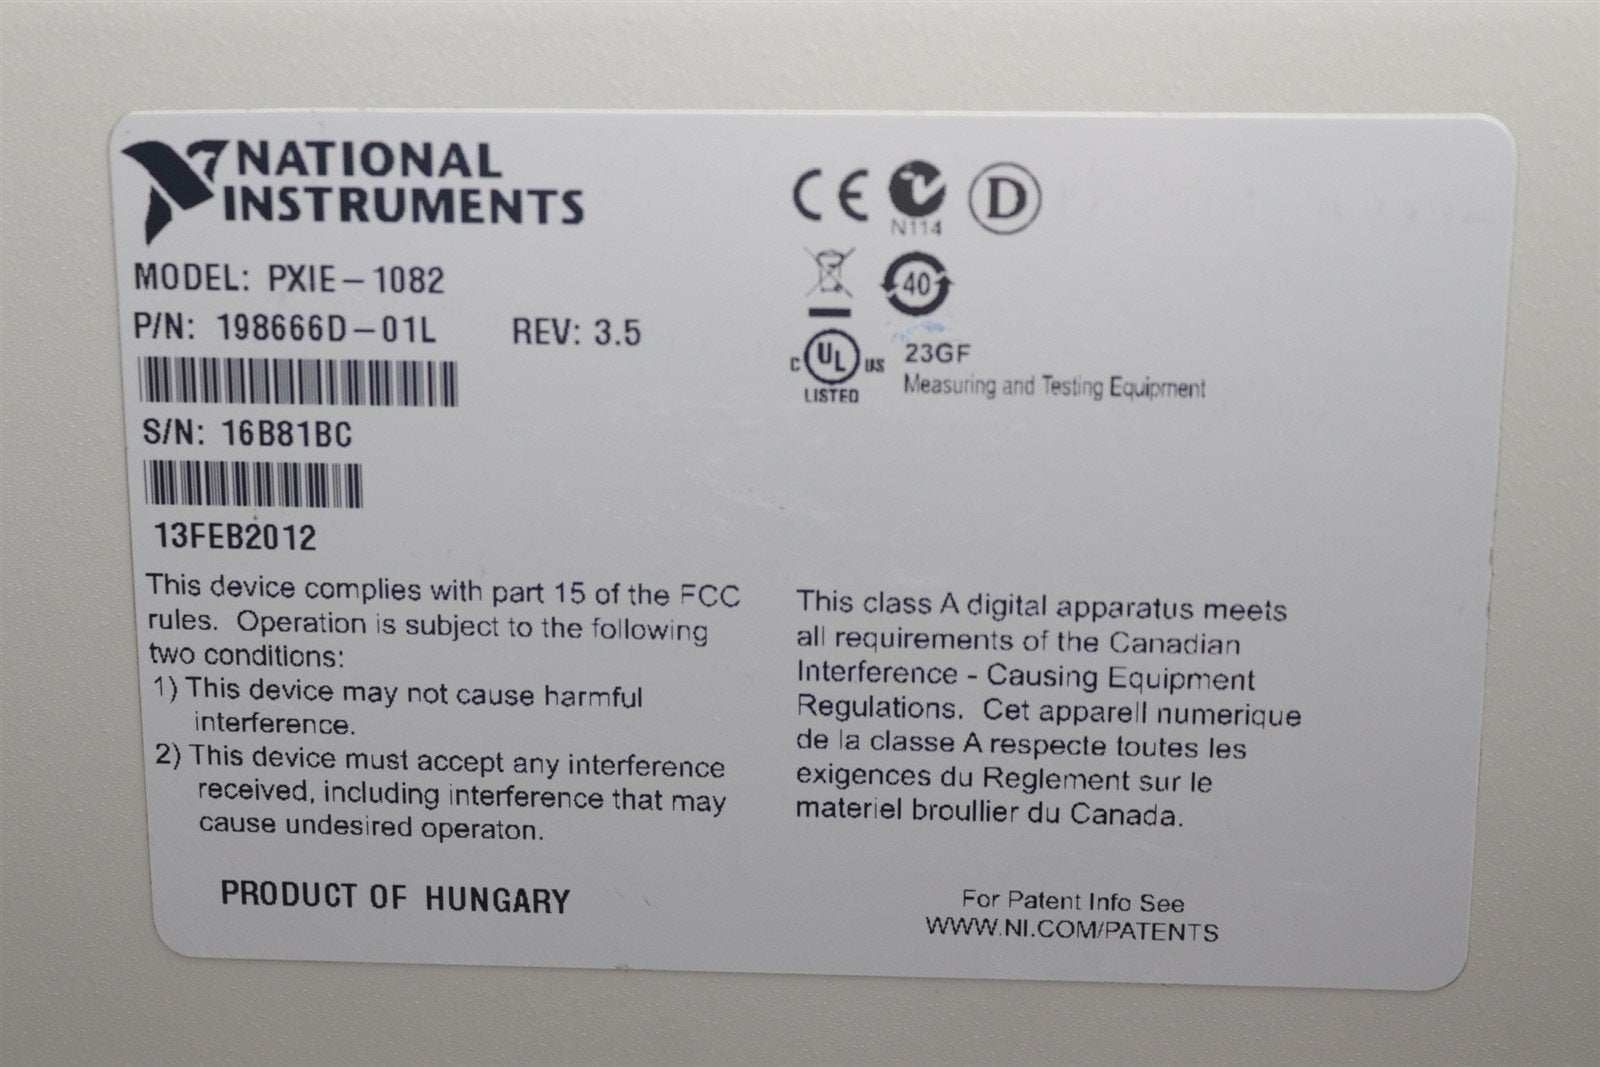 NATIONAL
INSTRUMENTS
MODEL: PXIE-1082
P/N: 198666D-01L REV: 3.5
S/N: 16B81BC
13FEB2012
This device complies with part 15 of the FCC
rules. Operation is subject to the following
two conditions:
1) This device may not cause harmful
interference.
2) This device must accept any interference
received, including interference that may
cause undesired operaton.
PRODUCT OF HUNGARY
CE
N114
D
40
C UL US
LISTED
23GF
Measuring and Testing Equipment
This class A digital apparatus meets
all requirements of the Canadian
Interference - Causing Equipment
Regulations. Cet apparell numerique
de la classe A respecte toutes les
exigences du Reglement sur le
materiel broullier du Canada.
For Patent Info See
WWW.NI.COM/PATENTS